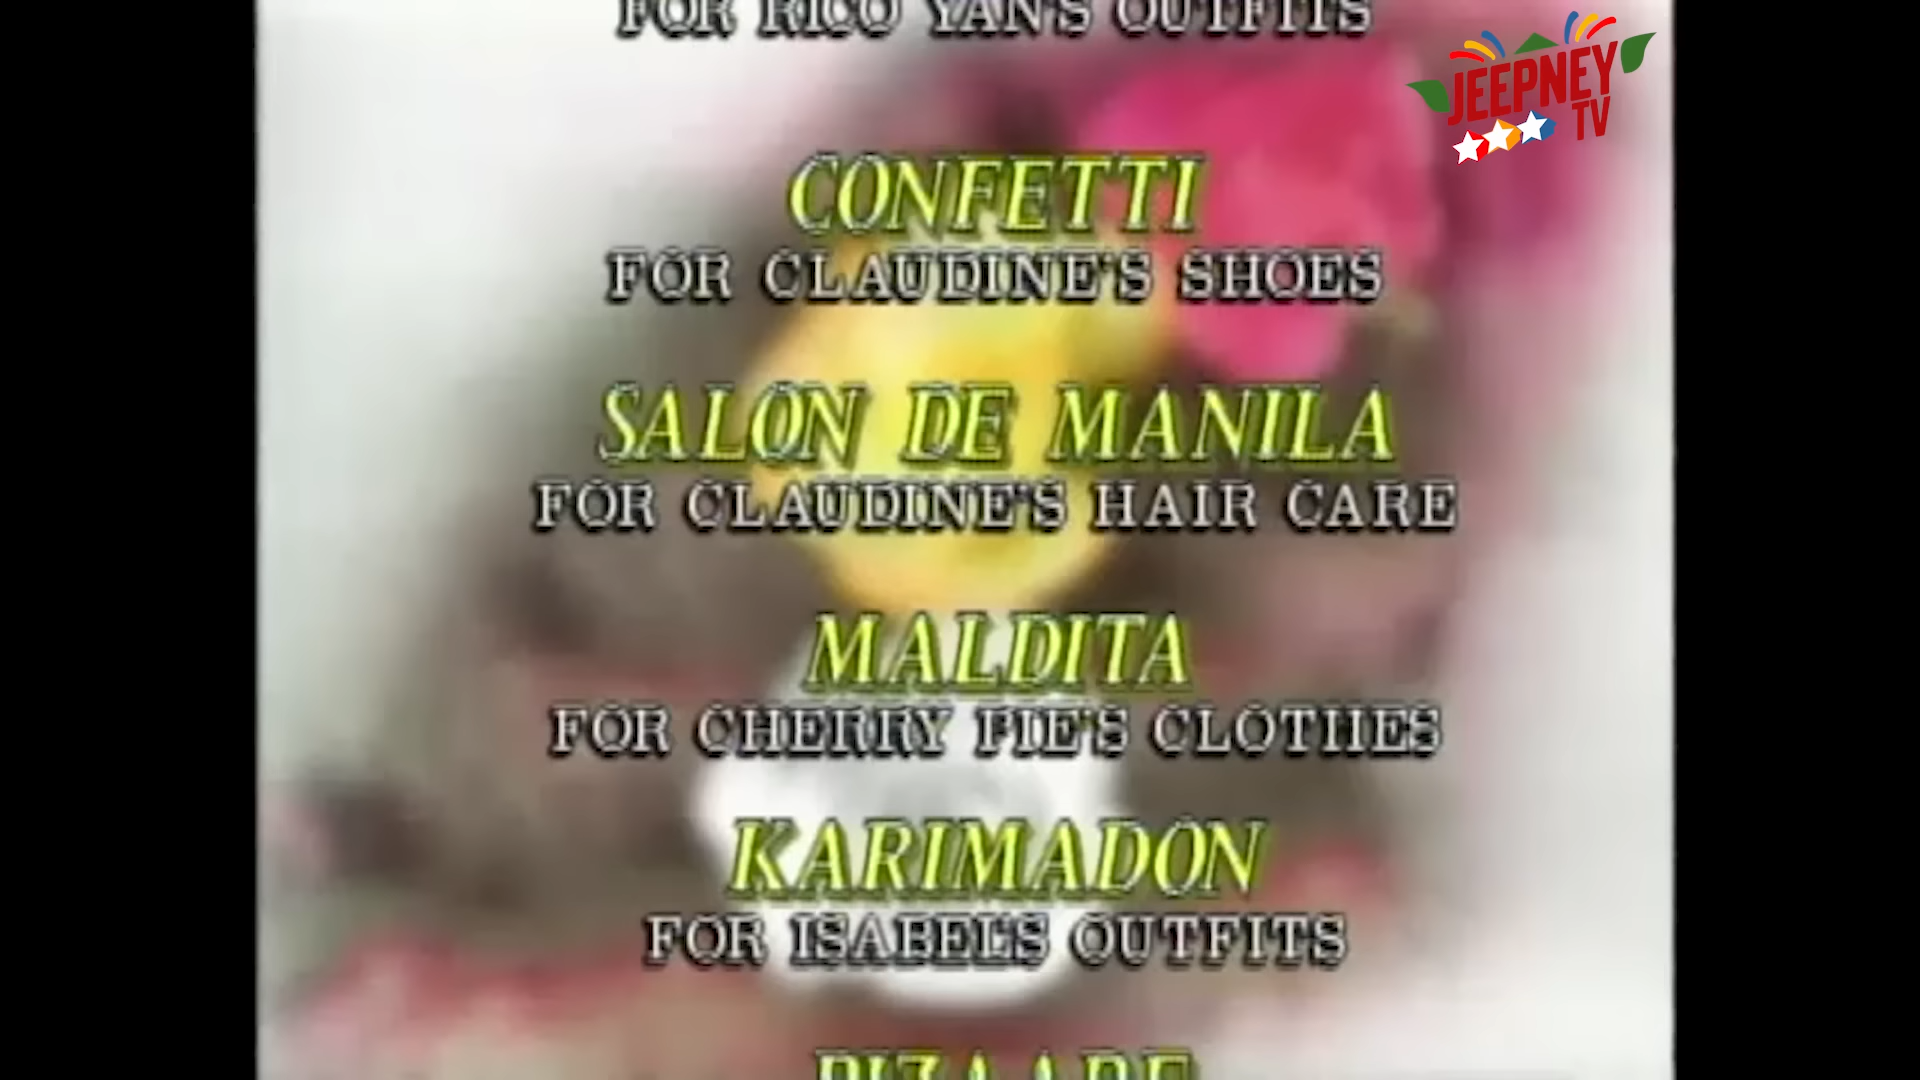 FOR RICO YAN'S OUTFITS
JEEPNEY
TV
CONFETTI
FOR CLAUDINE'S SHOES
SALON DE MANILA
FOR CLAUDINE'S HAIR CARE
MALDITA
FOR CHERRY PIE'S CLOTHES
KARIMADON
FOR ISABEL'S OUTFITS